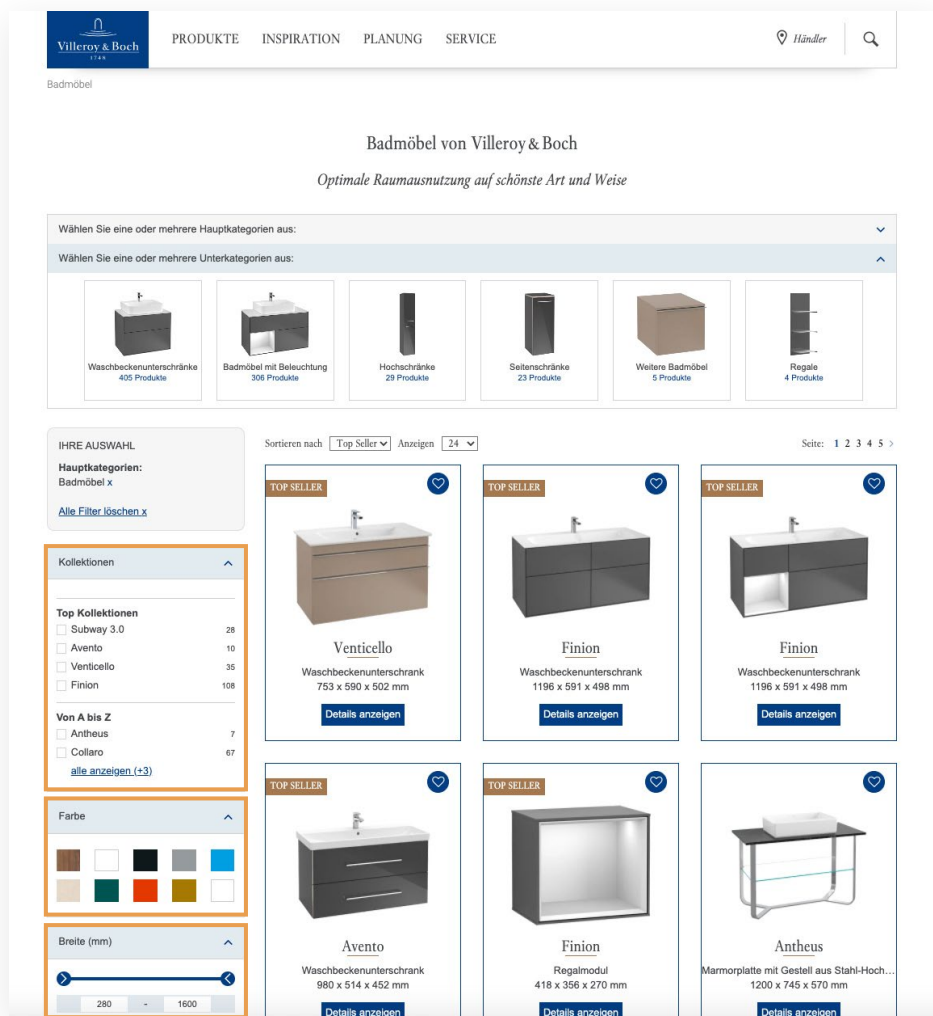 Villeroy & Boch
1748
PRODUKTE INSPIRATION PLANUNG SERVICE
Händler
Badmöbel
Badmöbel von Villeroy & Boch
Optimale Raumausnutzung auf schönste Art und Weise
Wählen Sie eine oder mehrere Hauptkategorien aus:
Wählen Sie eine oder mehrere Unterkategorien aus:
Waschbeckenunterschränke
405 Produkte
Badmöbel mit Beleuchtung
306 Produkte
Hochschränke
29 Produkte
Seitenschränke
23 Produkte
Weitere Badmöbel
5 Produkte
Regale
4 Produkte
IHRE AUSWAHL
Hauptkategorien:
Badmöbel x
Alle Filter löschen x
Kollektionen
Top Kollektionen
Subway 3.0 28
Avento 10
Venticello 35
Finion 108
Von A bis Z
Antheus 7
Collaro 67
alle anzeigen (+3)
Farbe
Breite (mm)
280 - 1600
Sortieren nach Top Seller Anzeigen 24
Seite: 1 2 3 4 5 >
TOP SELLER
Venticello
Waschbeckenunterschrank
753 x 590 x 502 mm
Details anzeigen
TOP SELLER
Finion
Waschbeckenunterschrank
1196 x 591 x 498 mm
Details anzeigen
TOP SELLER
Finion
Waschbeckenunterschrank
1196 x 591 x 498 mm
Details anzeigen
TOP SELLER
Avento
Waschbeckenunterschrank
980 x 514 x 452 mm
Details anzeigen
TOP SELLER
Finion
Regalmodul
418 x 356 x 270 mm
Details anzeigen
Antheus
Marmorplatte mit Gestell aus Stahl-Hoch...
1200 x 745 x 570 mm
Details anzeigen